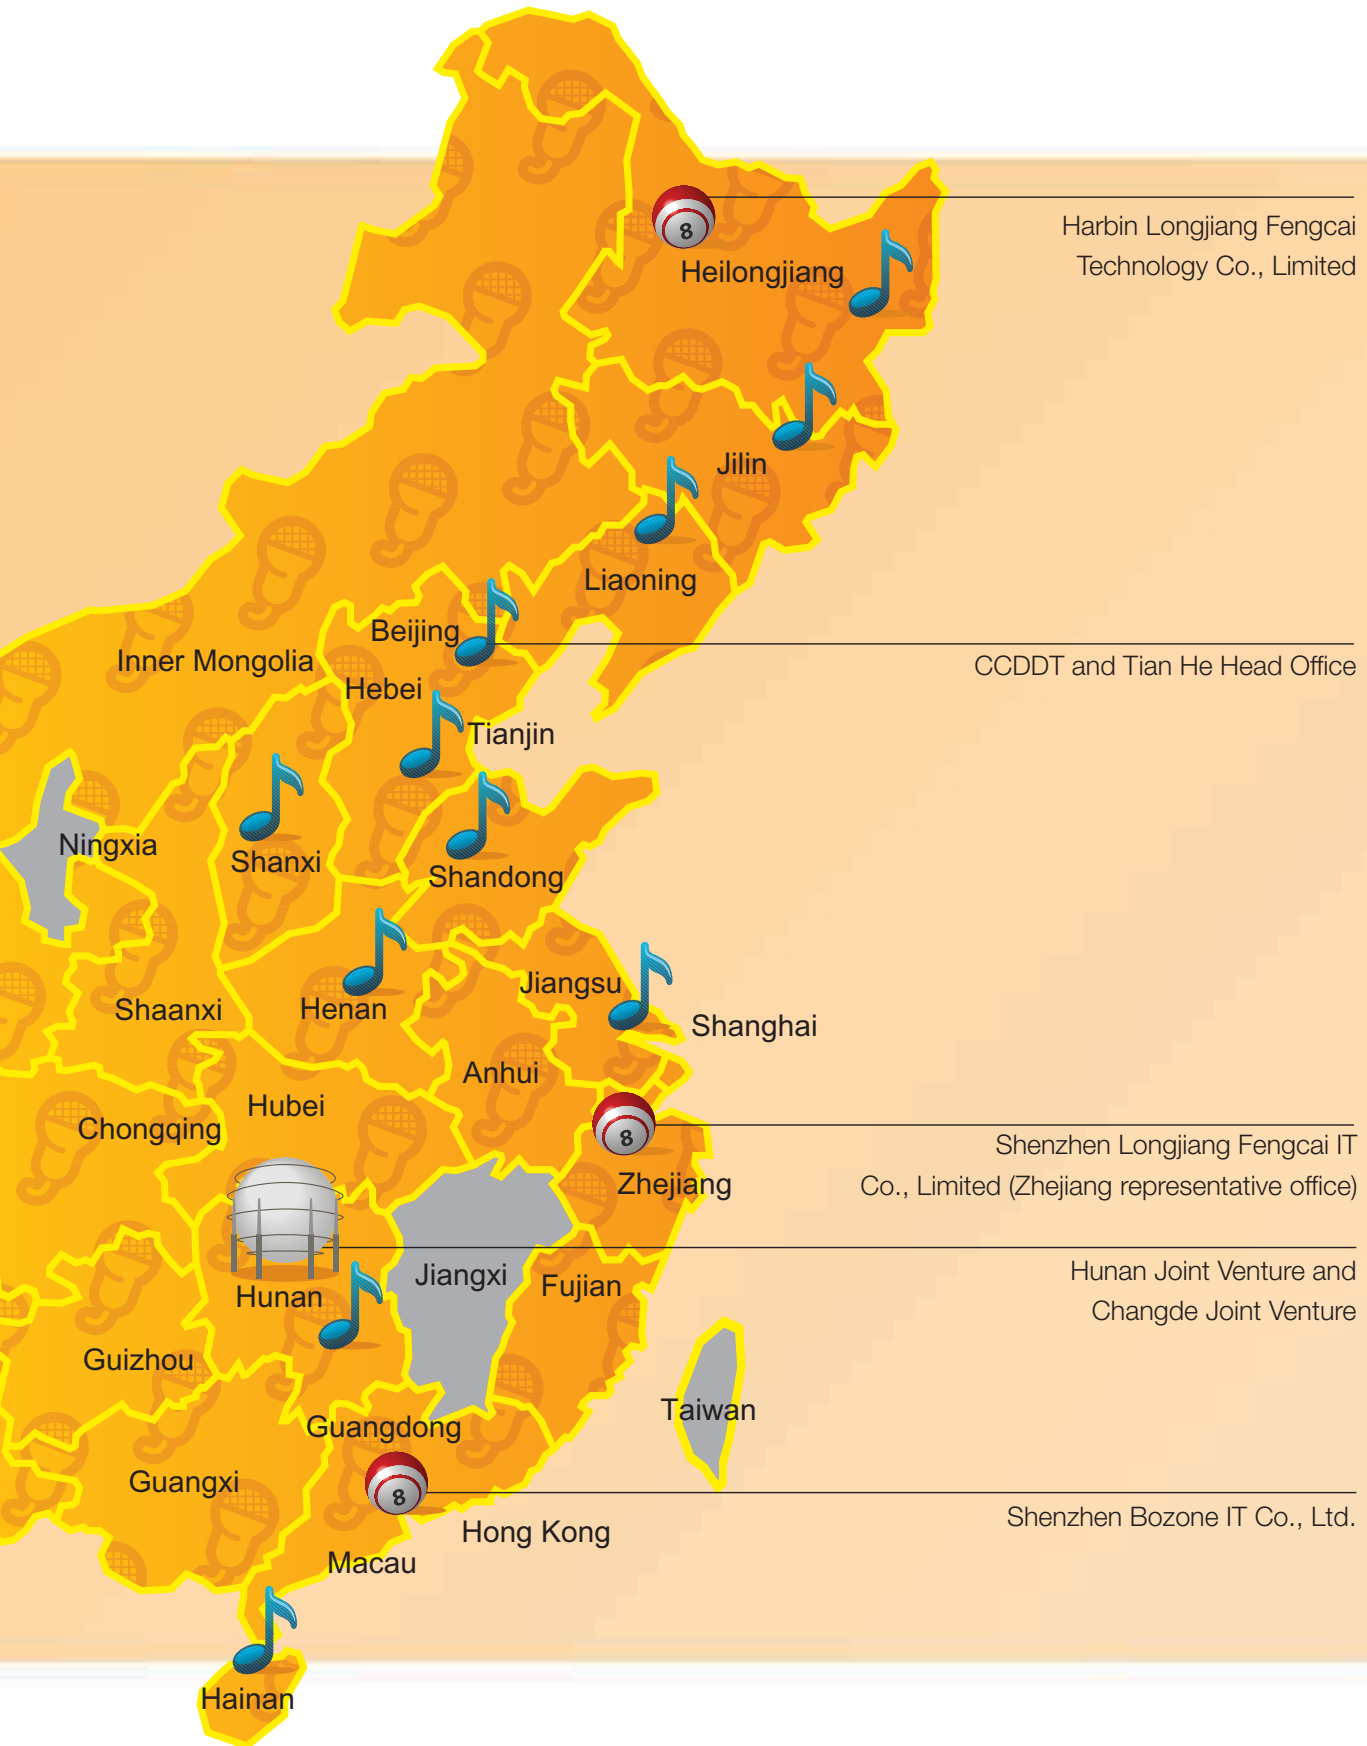 Harbin Longjiang Fengcai
Technology Co., Limited
8
Heilongjiang
Jilin
Liaoning
Beijing
Inner Mongolia
CCDDT and Tian He Head Office
Hebei
Tianjin
Ningxia
Shanxi
Shandong
Jiangsu
Shaanxi
Henan
Shanghai
Anhui
Hubei
Chongqing
8
Shenzhen Longjiang Fengcai IT
Co., Limited (Zhejiang representative office)
Zhejiang
Hunan Joint Venture and
Changde Joint Venture
Jiangxi
Fujian
Hunan
Guizhou
Taiwan
Guangdong
Guangxi
8
Shenzhen Bozone IT Co., Ltd.
Hong Kong
Macau
Hainan